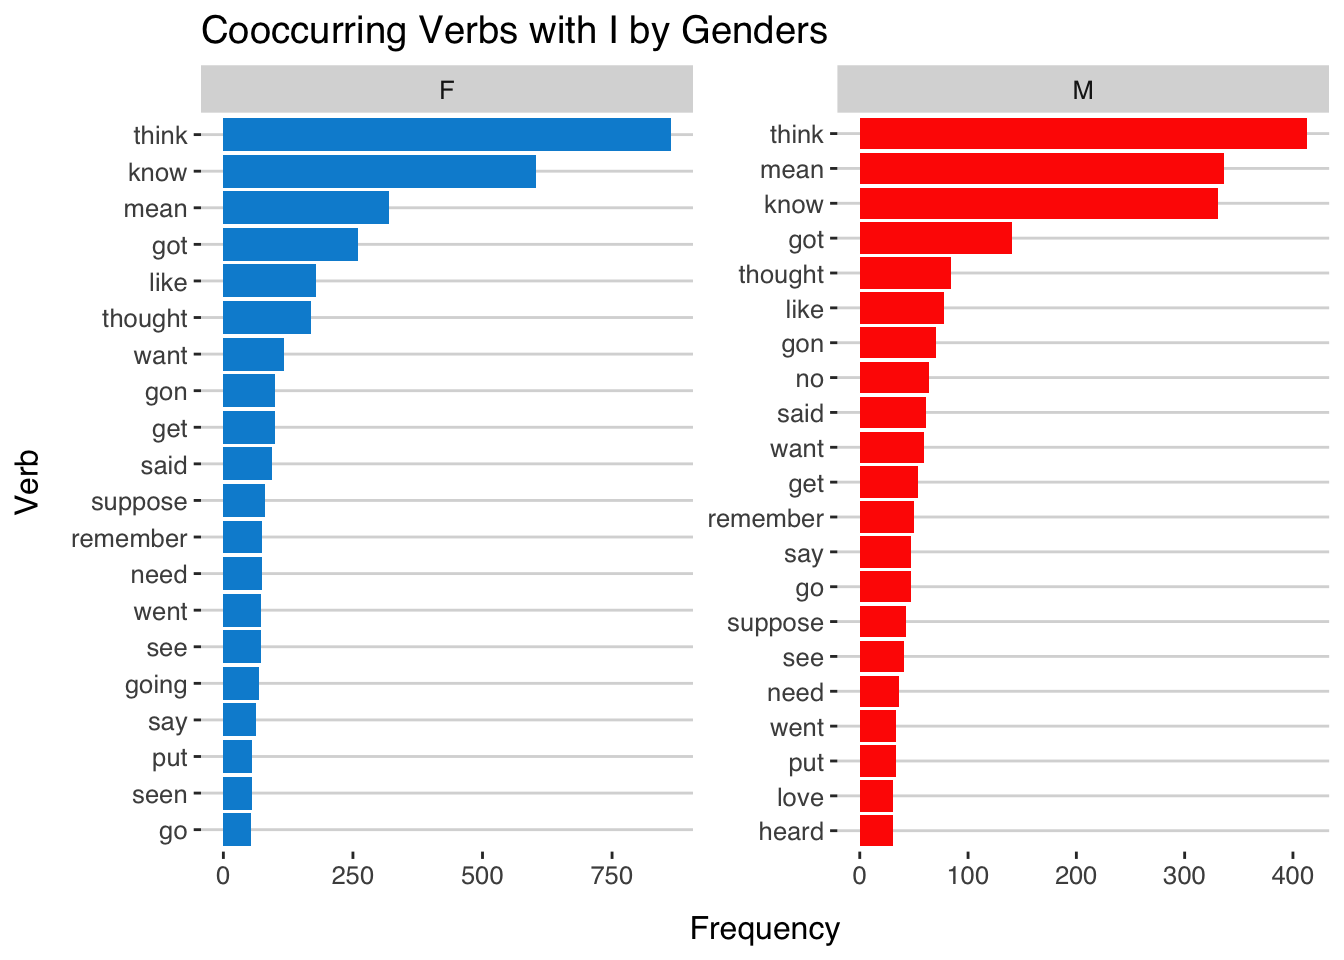 Cooccurring Verbs with I by Genders
F
think
know
mean
got
like
thought
want
gon
get
said
suppose
remember
need
went
see
going
say
put
seen
go
0 250 500 750
M
think
mean
know
got
thought
like
gon
no
said
want
get
remember
say
go
suppose
see
need
went
put
love
heard
0 100 200 300 400
Verb
Frequency